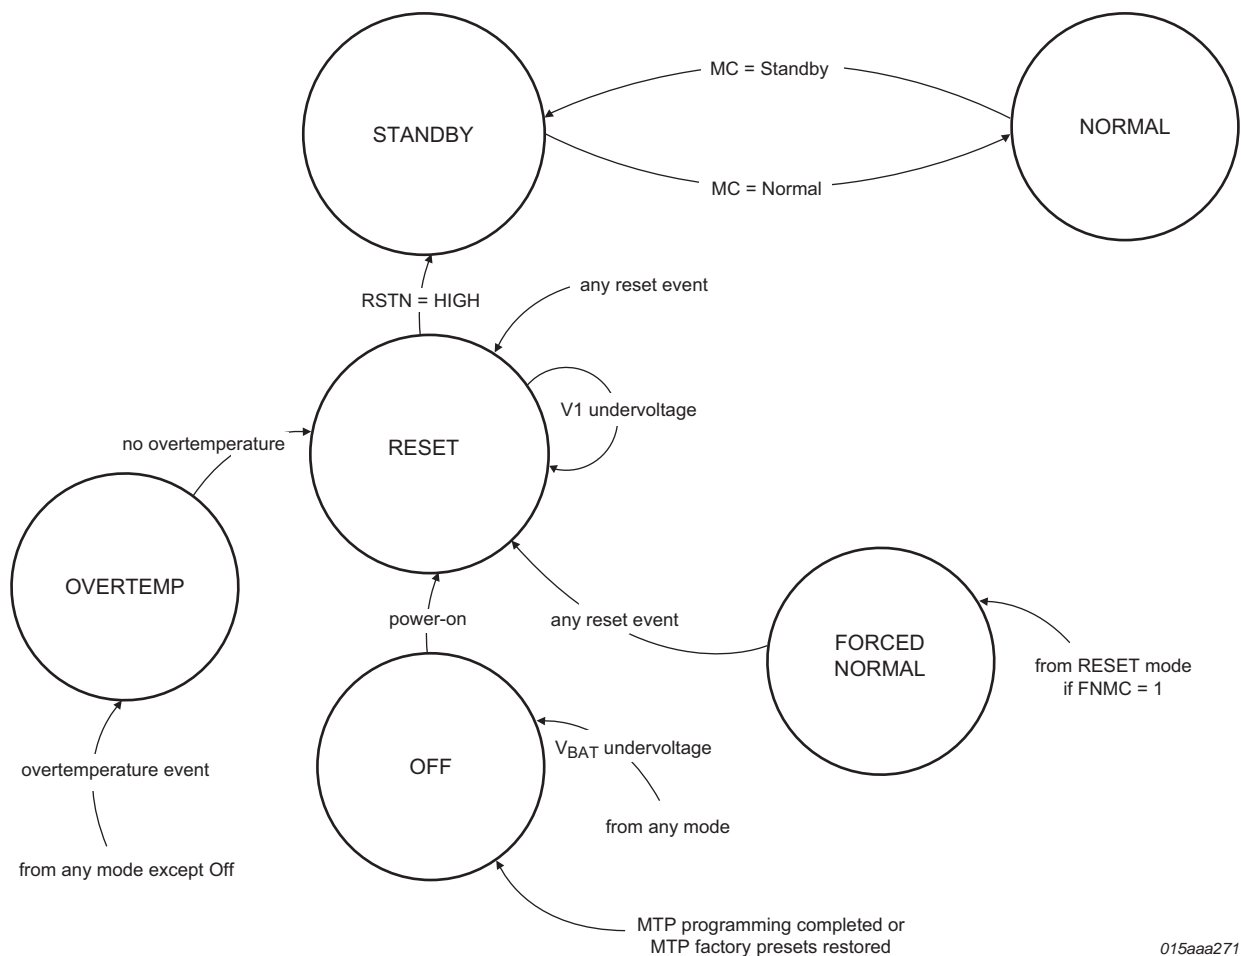 MC = Standby
STANDBY
NORMAL
MC = Normal
RSTN = HIGH
any reset event
V1 undervoltage
RESET
no overtemperature
OVERTEMP
power-on
any reset event
FORCED
NORMAL
from RESET mode
if FNMC = 1
VBAT undervoltage
OFF
overtemperature event
from any mode
from any mode except Off
MTP programming completed or
MTP factory presets restored
015aaa271